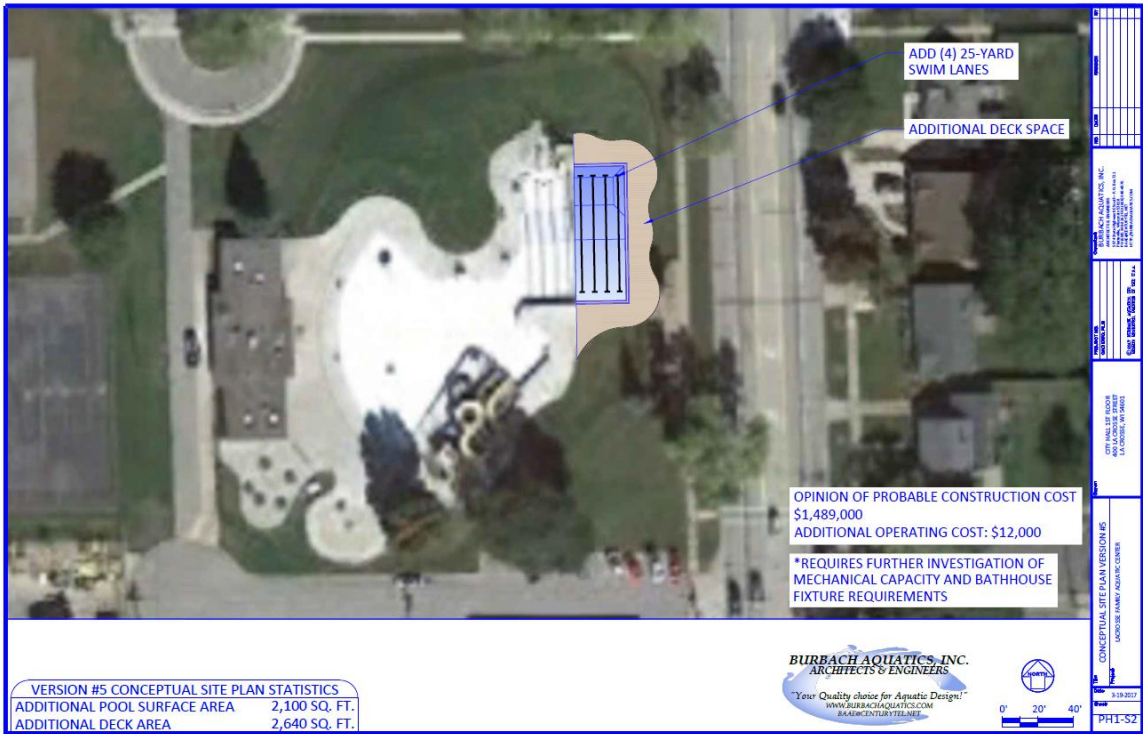 ADD (4) 25-YARD
SWIM LANES
ADDITIONAL DECK SPACE
OPINION OF PROBABLE CONSTRUCTION COST
$1,489,000
ADDITIONAL OPERATING COST: $12,000
*REQUIRES FURTHER INVESTIGATION OF
MECHANICAL CAPACITY AND BATHHOUSE
FIXTURE REQUIREMENTS
VERSION #5 CONCEPTUAL SITE PLAN STATISTICS
ADDITIONAL POOL SURFACE AREA 2,100 SQ. FT.
ADDITIONAL DECK AREA 2,640 SQ. FT.
BURBACH AQUATICS, INC.
ARCHITECTS & ENGINEERS
"Your Quality choice for Aquatic Design!"
WWW.BURBACHAQUATICS.COM
BAAE@CENTURYTEL.NET
NORTH
0' 20' 40'
BURBACH AQUATICS, INC.
CITY HALL 1ST FLOOR
400 LA CROSSE STREET
LA CROSSE, WI 54601
CONCEPTUAL SITE PLAN VERSION #5
LACROSSE FAMILY AQUATIC CENTER
3-19-2017
PH1-S2